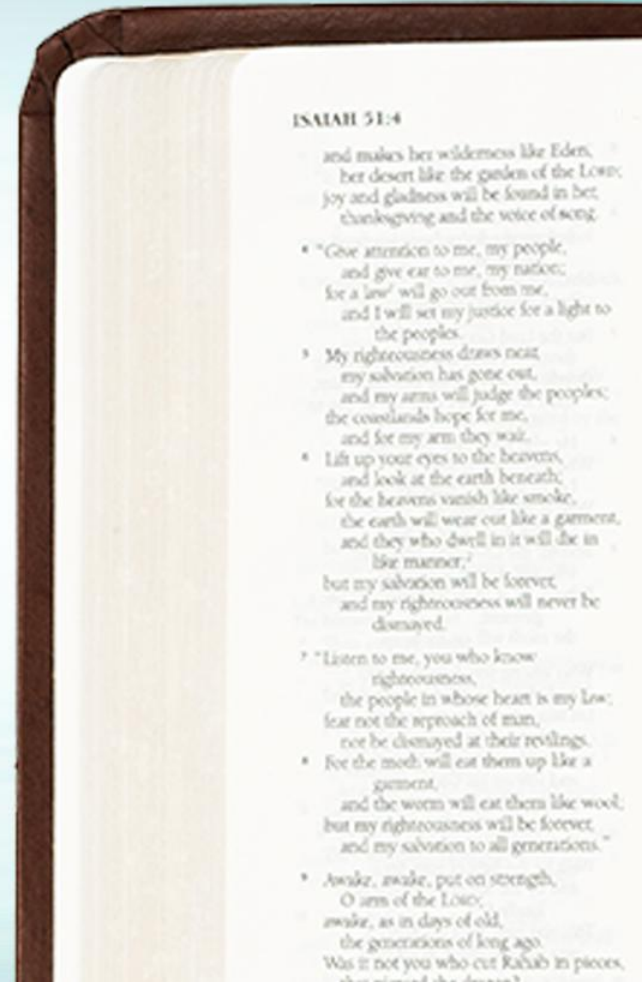 ISAIAH 51:4
and makes her wilderness like Eden,
her desert like the garden of the LORD;
joy and gladness will be found in her,
thanksgiving and the voice of song.
4 "Give attention to me, my people,
and give ear to me, my nation;
for a law will go out from me,
and I will set my justice for a light to
the peoples.
5 My righteousness draws near,
my salvation has gone out,
and my arms will judge the peoples;
the coastlands hope for me,
and for my arm they wait.
6 Lift up your eyes to the heavens,
and look at the earth beneath;
for the heavens vanish like smoke,
the earth will wear out like a garment,
and they who dwell in it will die in
like manner;
but my salvation will be forever,
and my righteousness will never be
dismayed.
7 "Listen to me, you who know
righteousness,
the people in whose heart is my law;
fear not the reproach of man,
nor be dismayed at their revilings.
8 For the moth will eat them up like a
garment,
and the worm will eat them like wool;
but my righteousness will be forever,
and my salvation to all generations."
9 Awake, awake, put on strength,
O arm of the LORD;
awake, as in days of old,
the generations of long ago.
Was it not you who cut Rahab in pieces,
that pierced the dragon?